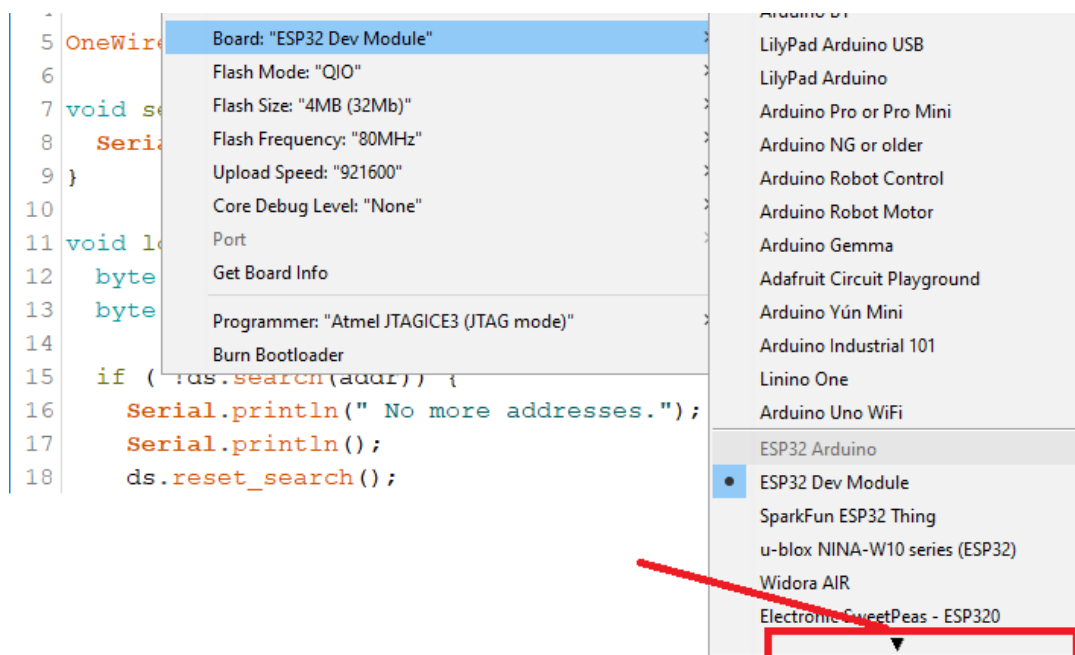 5 OneWire
Board: "ESP32 Dev Module"
6
Flash Mode: "QIO"
7 void se
Flash Size: "4MB (32Mb)"
8 Seria
Flash Frequency: "80MHz"
9 }
Upload Speed: "921600"
10
Core Debug Level: "None"
11 void lo
Port
12 byte
Get Board Info
13 byte
Programmer: "Atmel JTAGICE3 (JTAG mode)"
14
Burn Bootloader
15 if ( !ds.search(addr)) {
16 Serial.println(" No more addresses.");
17 Serial.println();
18 ds.reset_search();
Arduino BT
LilyPad Arduino USB
LilyPad Arduino
Arduino Pro or Pro Mini
Arduino NG or older
Arduino Robot Control
Arduino Robot Motor
Arduino Gemma
Adafruit Circuit Playground
Arduino Yún Mini
Arduino Industrial 101
Linino One
Arduino Uno WiFi
ESP32 Arduino
ESP32 Dev Module
SparkFun ESP32 Thing
u-blox NINA-W10 series (ESP32)
Widora AIR
Electronic SweetPeas - ESP320